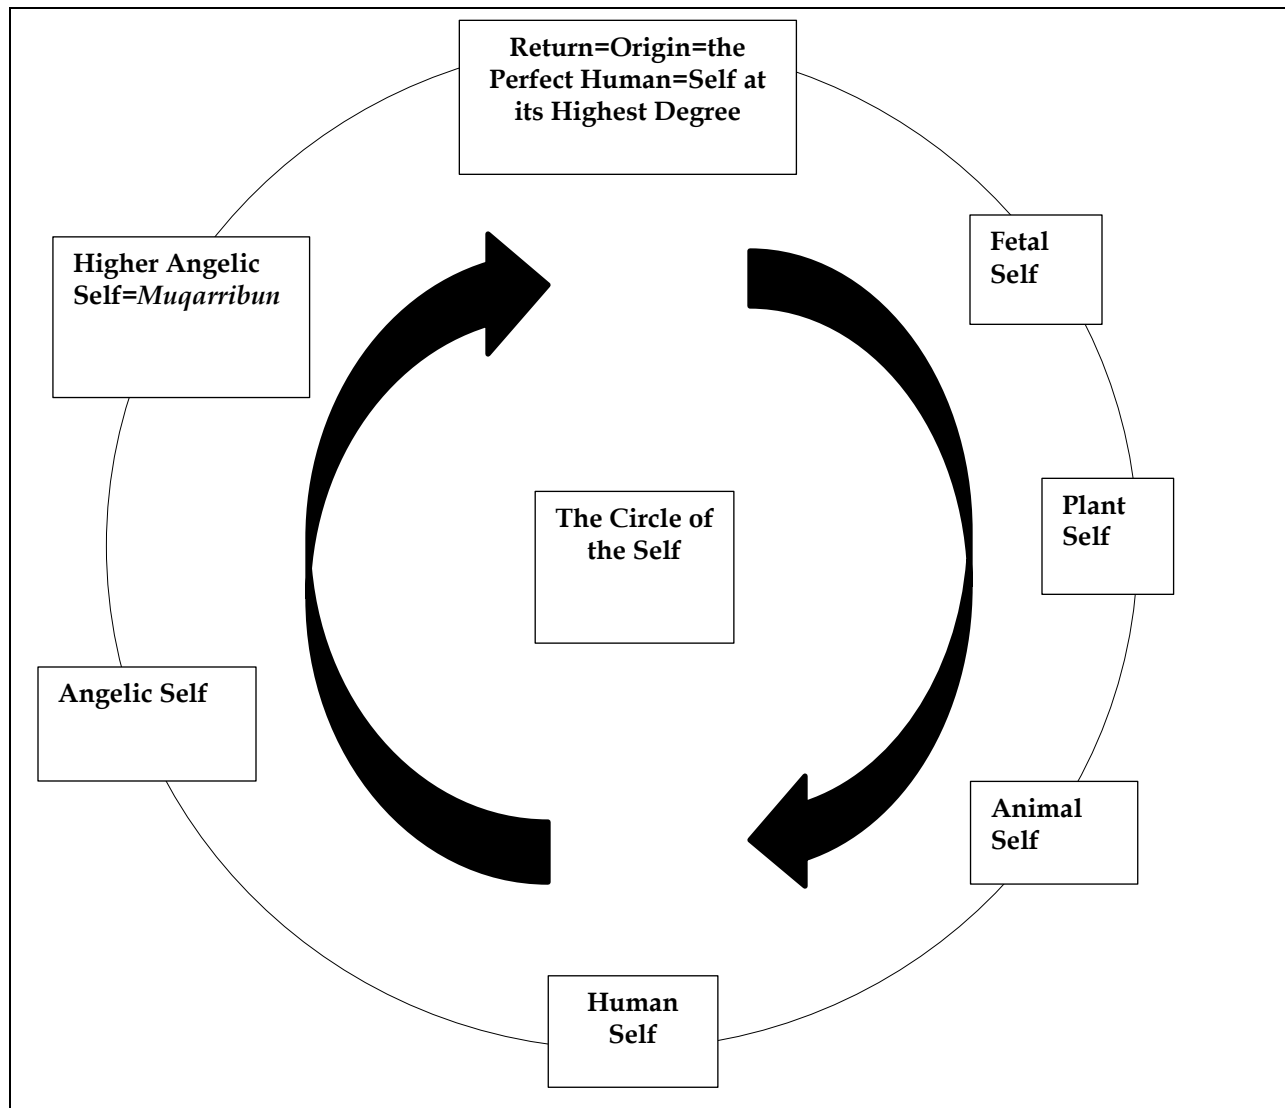 Return=Origin=the
Perfect Human=Self at
its Highest Degree
Fetal
Self
Higher Angelic
Self=Muqarribun
Plant
Self
The Circle of
the Self
Angelic Self
Animal
Self
Human
Self